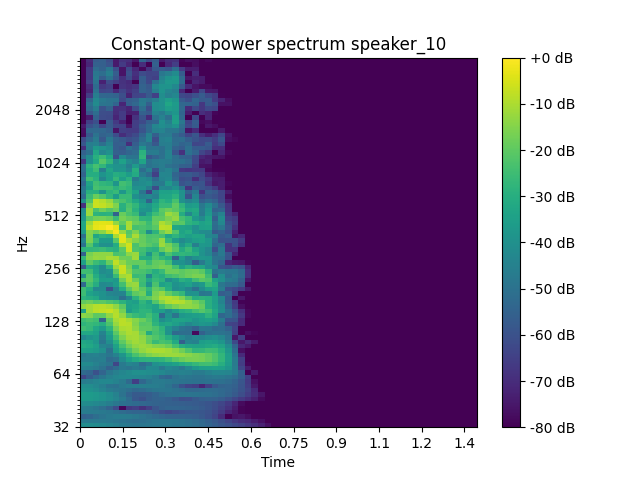 Constant-Q power spectrum speaker_10
+0 dB
2048
-10 dB
1024
-20 dB
512
-30 dB
Hz
-40 dB
256
-50 dB
128
-60 dB
64
-70 dB
32
-80 dB
0 0.15 0.3 0.45 0.6 0.75 0.9 1.1 1.2 1.4
Time